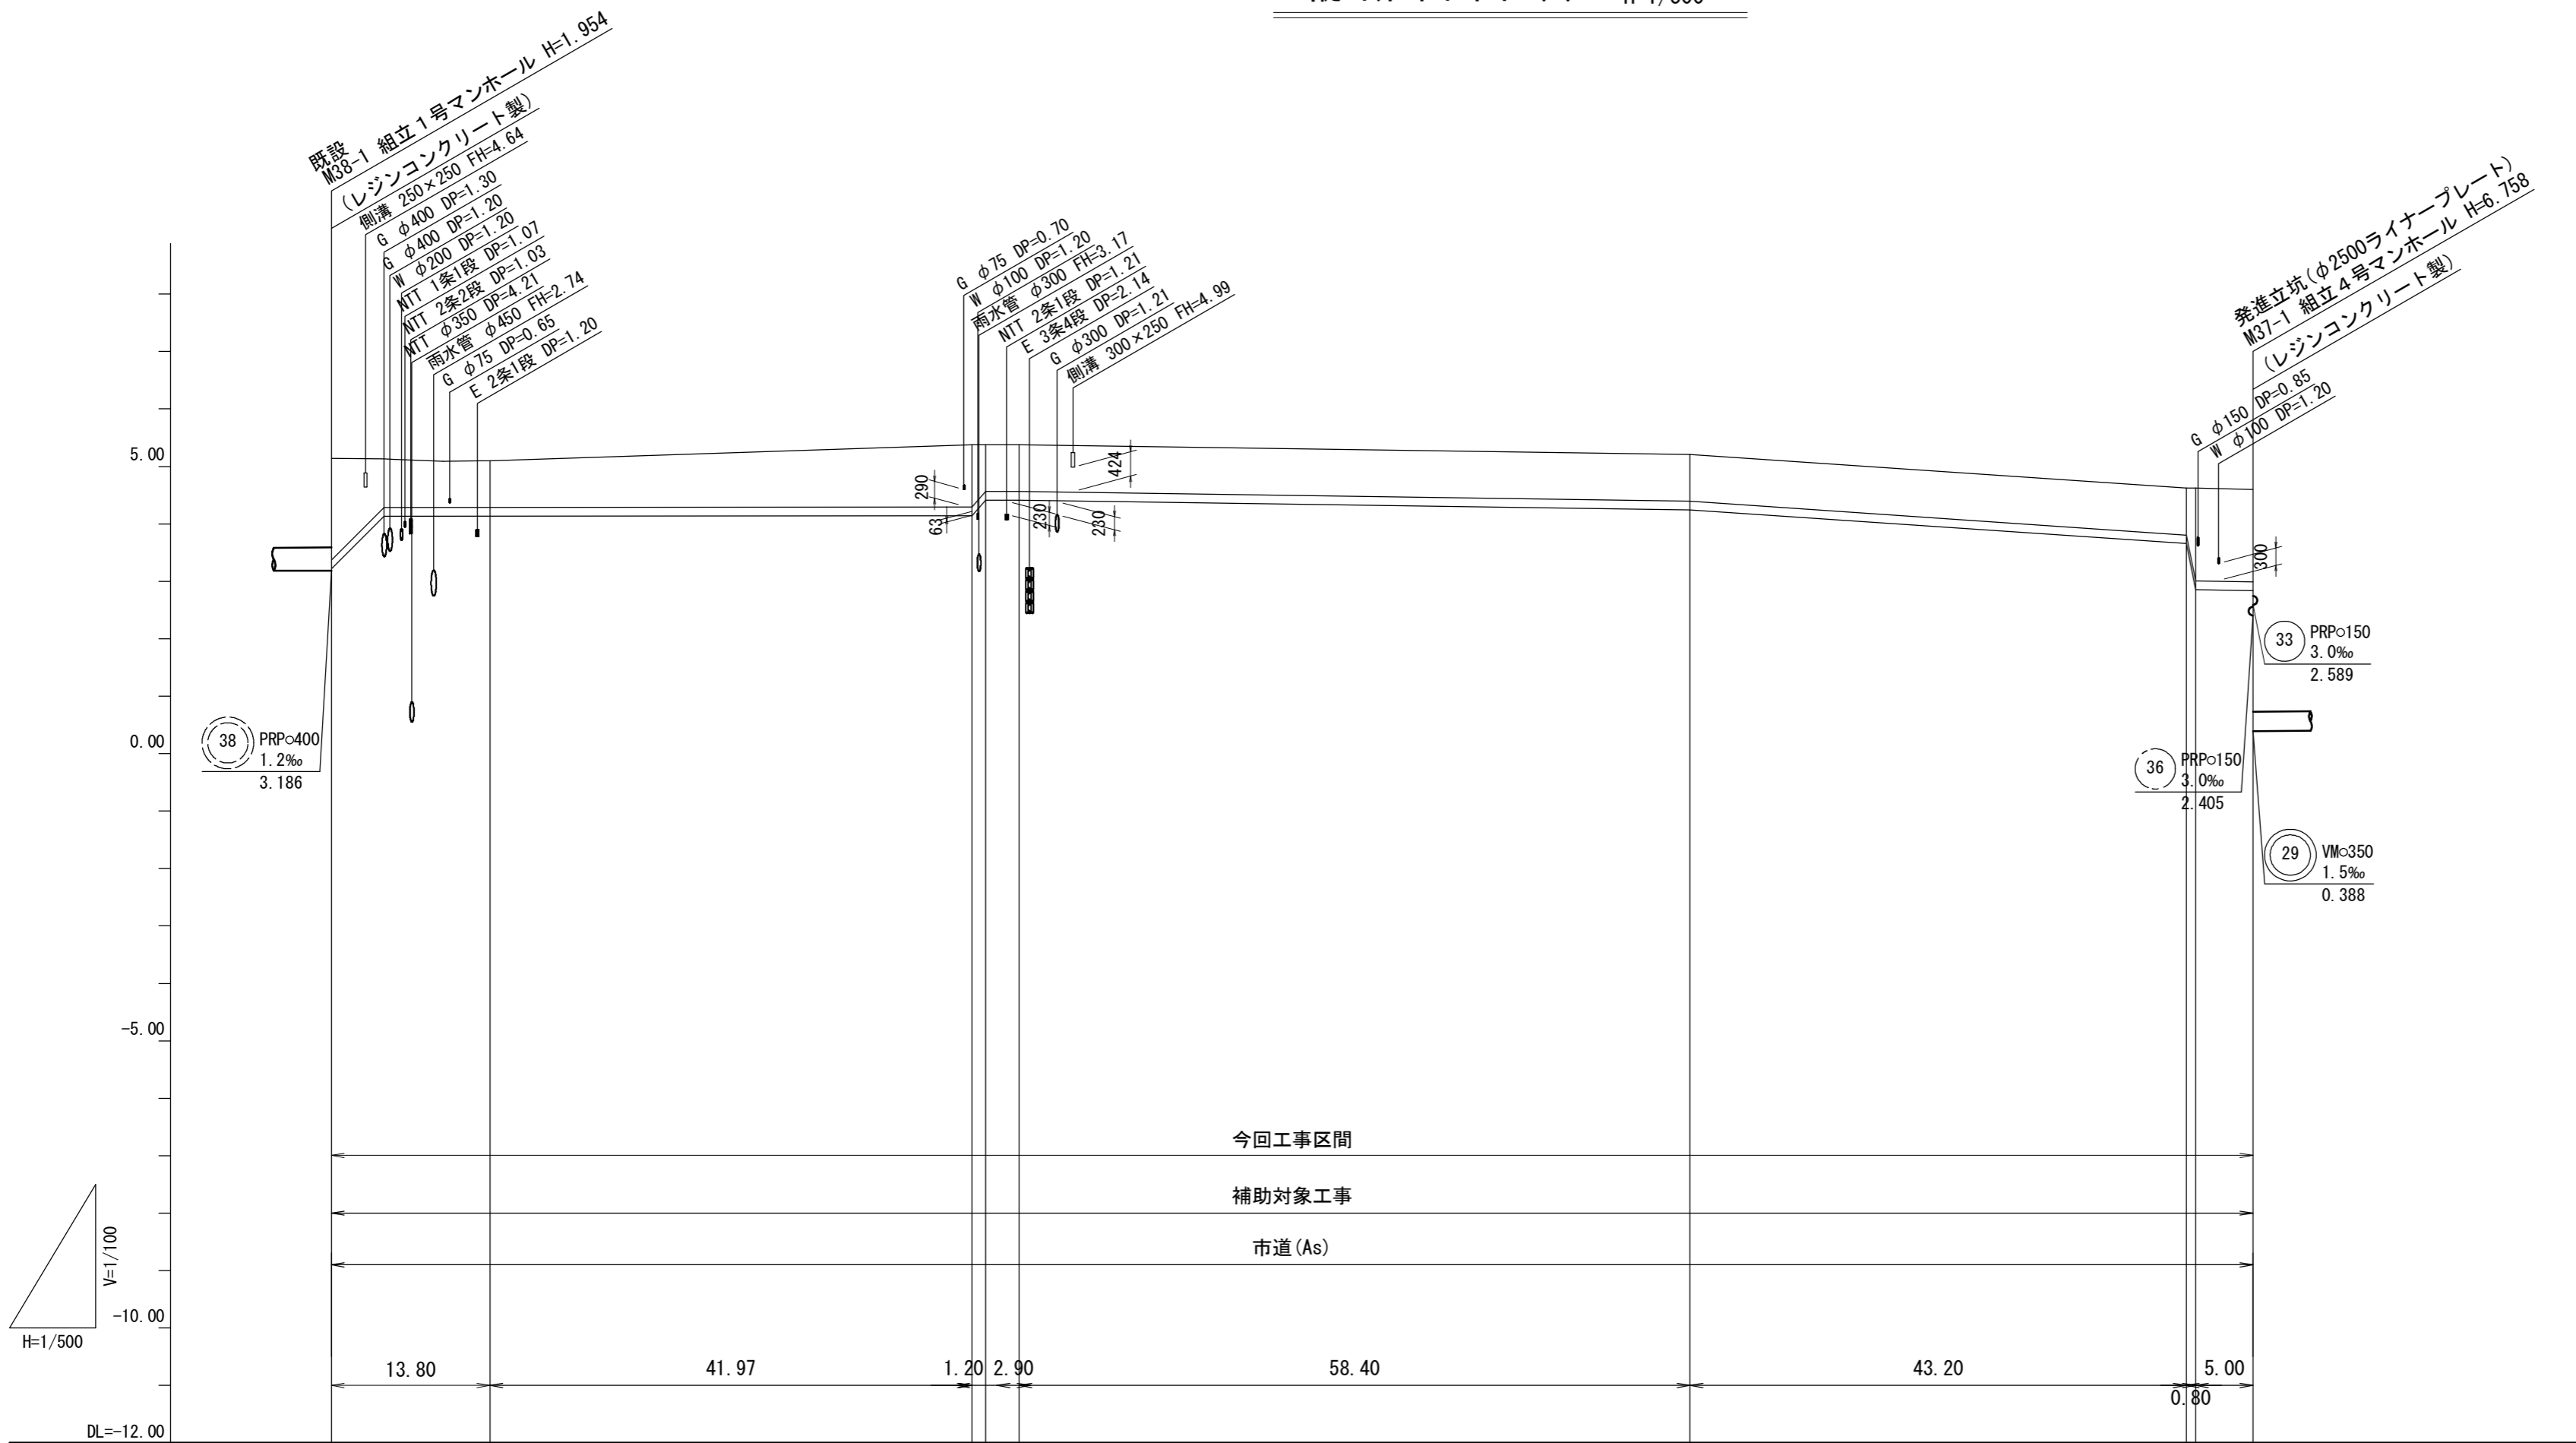 既設
M38-1 組立1号マンホール H=1.954
(レジンコンクリート製)
側溝 250×250 FH=4.64
G φ400 DP=1.30
G φ400 DP=1.20
W φ200 DP=1.20
NTT 1条1段 DP=1.07
NTT 2条2段 DP=1.03
NTT φ350 DP=4.21
雨水管 φ450 FH=2.74
G φ75 DP=0.65
E 2条1段 DP=1.20
G φ75 DP=0.70
W φ100 DP=1.20
雨水管 φ300 FH=3.17
NTT 2条1段 DP=1.21
E 3条4段 DP=2.14
G φ300 DP=1.21
側溝 300×250 FH=4.99
発進立坑(φ2500ライナープレート)
M37-1 組立4号マンホール H=6.758
(レジンコンクリート製)
G φ150 DP=0.85
W φ100 DP=1.20
5.00
290
63
230
230
424
300
33 PRP○150
3.0‰
2.589
0.00
38 PRP○400
1.2‰
3.186
36 PRP○150
3.0‰
2.405
29 VM○350
1.5‰
0.388
-5.00
今回工事区間
補助対象工事
市道(As)
V=1/100
H=1/500
-10.00
13.80 41.97 1.20 2.90 58.40 43.20 0.80 5.00
DL=-12.00